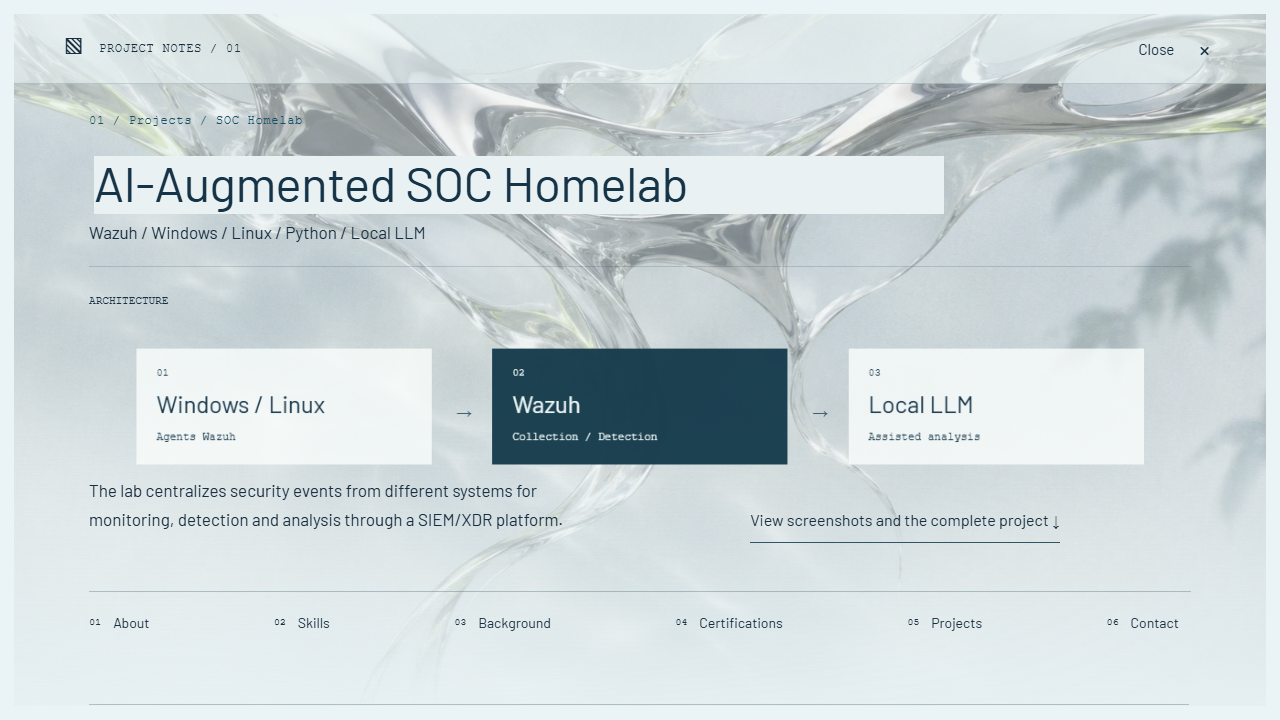 PROJECT NOTES / 01
Close ×
01 / Projects / SOC Homelab
AI-Augmented SOC Homelab
Wazuh / Windows / Linux / Python / Local LLM
ARCHITECTURE
01
Windows / Linux
Agents Wazuh
→
02
Wazuh
Collection / Detection
→
03
Local LLM
Assisted analysis
The lab centralizes security events from different systems for
monitoring, detection and analysis through a SIEM/XDR platform.
View screenshots and the complete project ↓
01 About
02 Skills
03 Background
04 Certifications
05 Projects
06 Contact